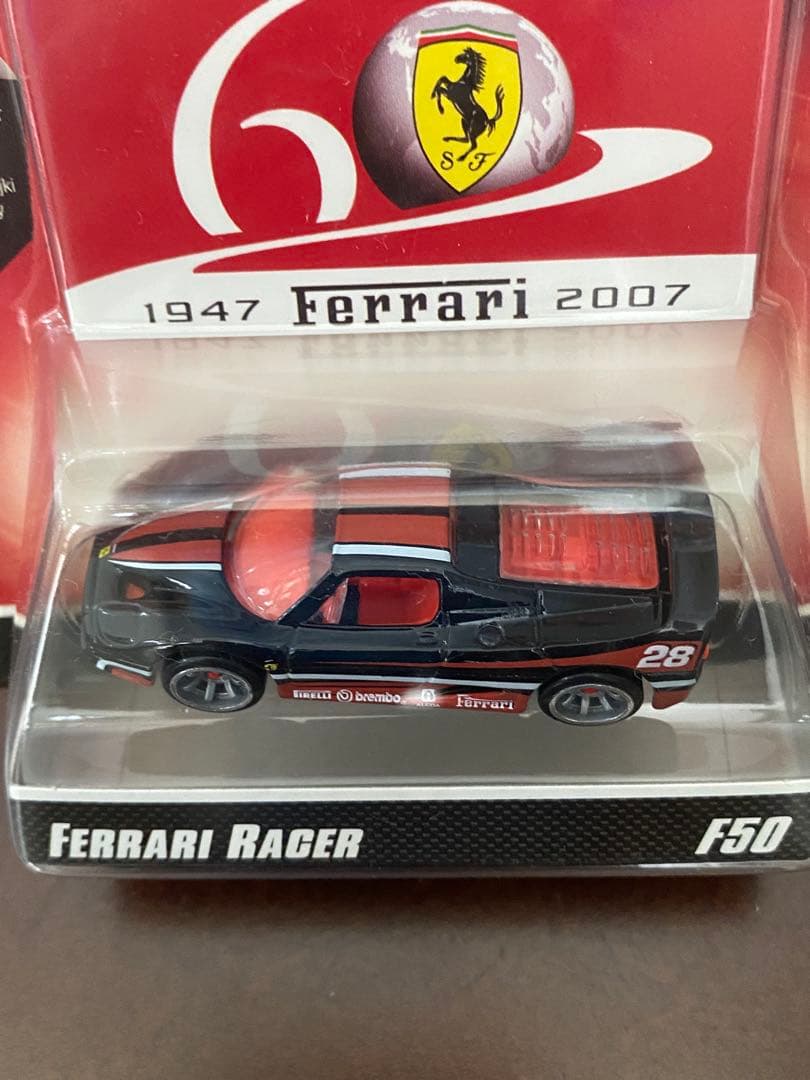 S F
1947 Ferrari 2007
28
PIRELLI brembo Ferrari
FERRARI RACER
F50